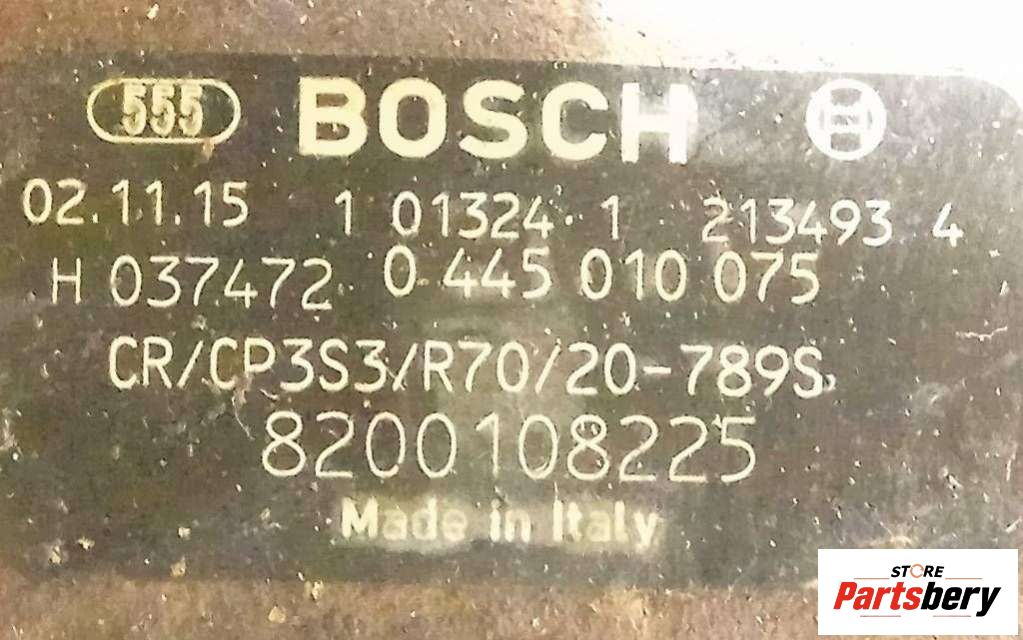 555 BOSCH
02.11.15 1 01324 1 213493 4
H 037472 0 445 010 075
CR/CP3S3/R70/20-789S
8200108225
Made in Italy
STORE
Partsbery